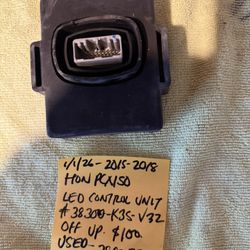 1/1/26-2015-2018
HON PCX150
LED CONTROL UNIT
#38300-K35-V32
OFF UP. $100
USED-